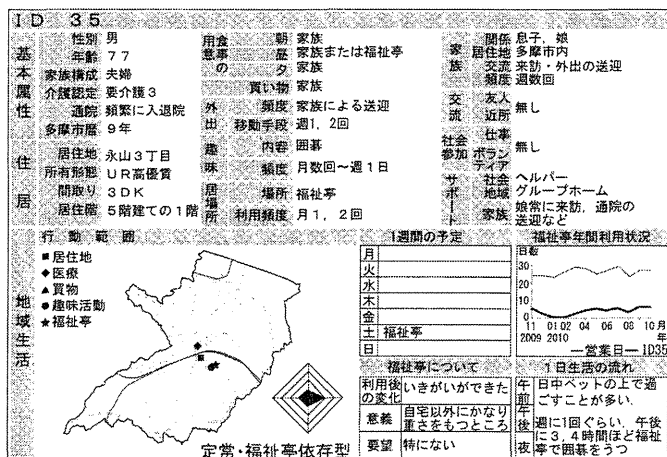 ID 35
基本属性
性別 男
年齢 77
家族構成 夫婦
介護認定 要介護3
通院 頻繁に入退院
多摩市暦 9年
住居
居住地 永山3丁目
所有形態 UR高優賃
間取り 3DK
居住階 5階建ての1階
食事の用意
朝 家族
昼 家族または福祉亭
夕 家族
買い物 家族
外出
頻度 家族による送迎
移動手段 週1,2回
趣味
内容 囲碁
頻度 月数回~週1日
居場所
場所 福祉亭
利用頻度 月1,2回
家族
関係 息子、娘
居住地 多摩市内
交流 来訪・外出の送迎
頻度 週数回
交流
友人 近所 無し
社会参加
仕事 ボランティア 無し
サポート
社会 ヘルパー
地域 グループホーム
家族 娘常に来訪、通院の
送迎など
地域生活
行動範囲
■居住地
◆医療
▲買物
●趣味活動
★福祉亭
定常・福祉亭依存型
1週間の予定
月
火
水
木
金
土 福祉亭
日
福祉亭年間利用状況
日数
30
20
10
0
11 01 02 04 06 08 10 月
2009 2010 年
営業日 ID35
福祉亭について
利用後の変化 いきがいができた
意義 自宅以外にかなり
重さをもつところ
要望 特にない
1日生活の流れ
午前 日中ベットの上で過
ごすことが多い。
午後 週に1回ぐらい、午後
に3,4時間ほど福祉
夜 亭で囲碁をうつ